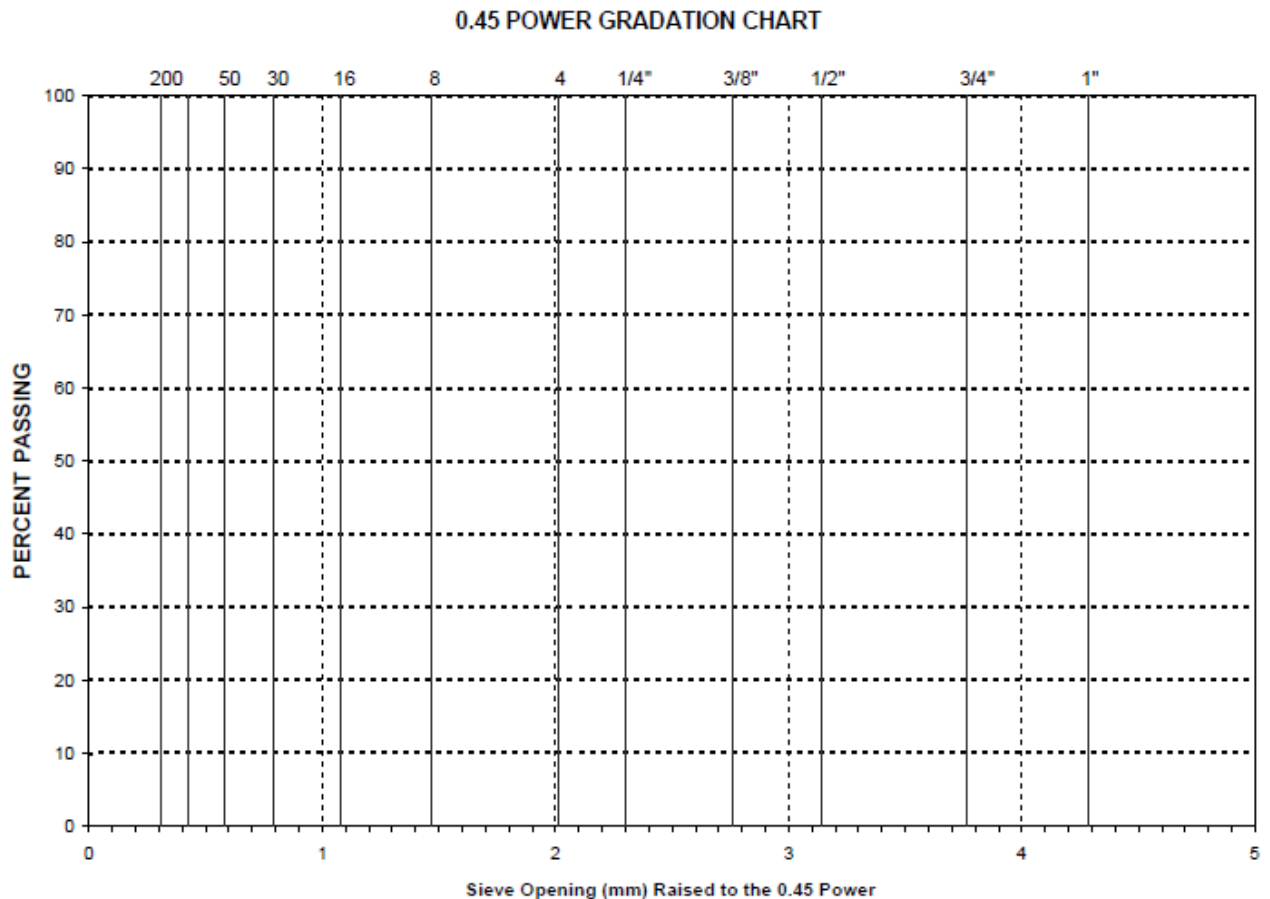 0.45 POWER GRADATION CHART
200 50 30 16 8 4 1/4" 3/8" 1/2" 3/4" 1"
100
90
80
70
60
50
40
30
20
10
0
PERCENT PASSING
0 1 2 3 4 5
Sieve Opening (mm) Raised to the 0.45 Power